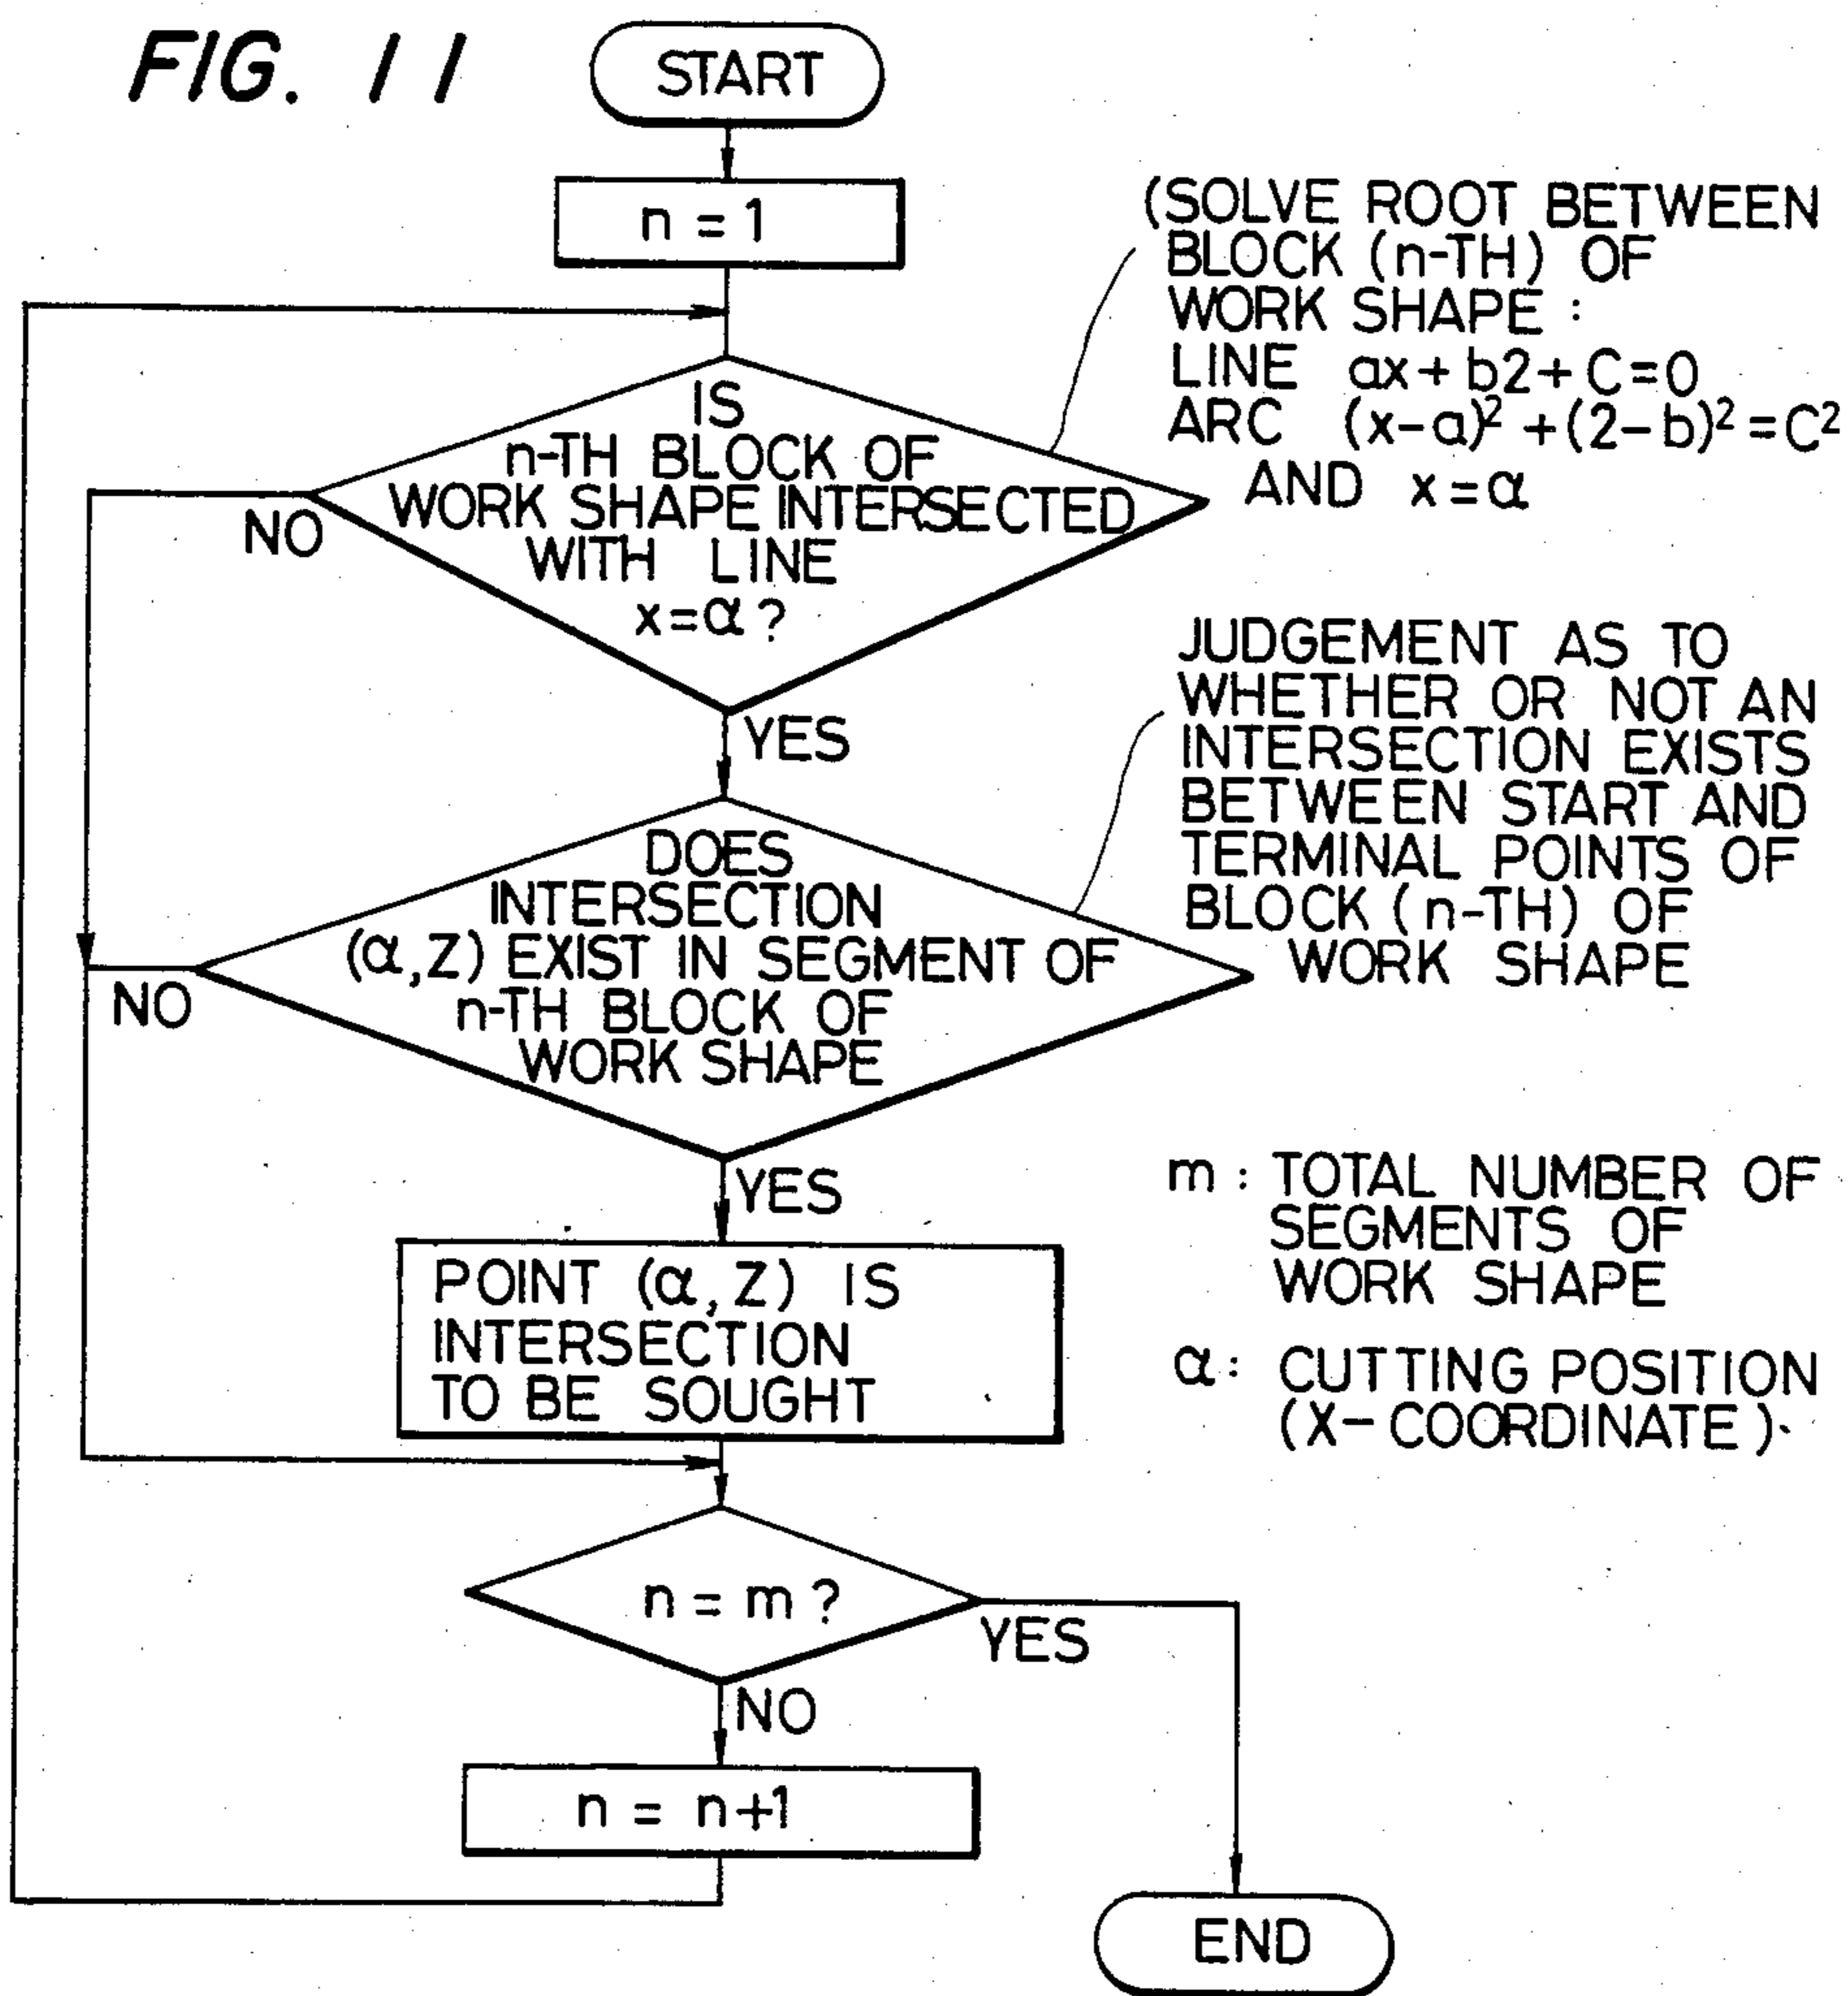 FIG. 11
START
n = 1
(SOLVE ROOT BETWEEN
BLOCK (n-TH) OF
WORK SHAPE :
LINE ax + b2 + C = 0
ARC (x-a)² + (2-b)² = C²
AND x = α
IS
n-TH BLOCK OF
WORK SHAPE INTERSECTED
WITH LINE
x = α ?
NO
YES
JUDGEMENT AS TO
WHETHER OR NOT AN
INTERSECTION EXISTS
BETWEEN START AND
TERMINAL POINTS OF
BLOCK (n-TH) OF
WORK SHAPE
DOES
INTERSECTION
(α, Z) EXIST IN SEGMENT OF
n-TH BLOCK OF
WORK SHAPE
NO
YES
m : TOTAL NUMBER OF
SEGMENTS OF
WORK SHAPE
POINT (α, Z) IS
INTERSECTION
TO BE SOUGHT
α : CUTTING POSITION
(X-COORDINATE)
n = m ?
YES
NO
n = n+1
END